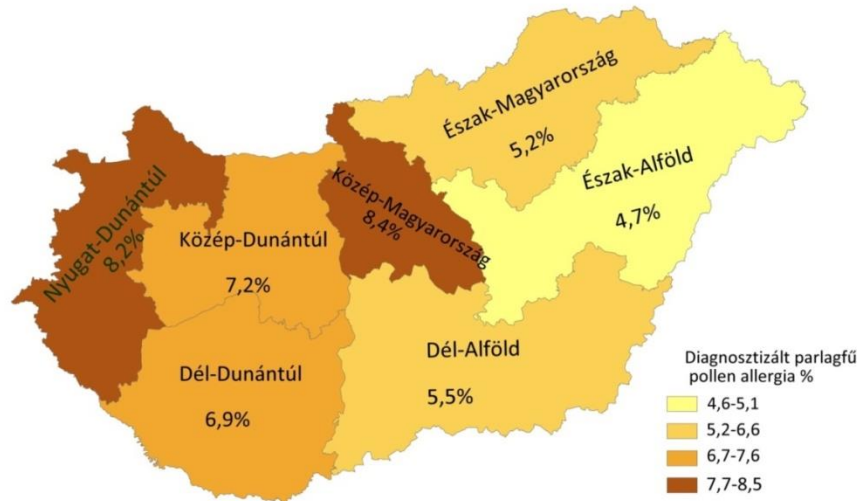 Észak-Magyarország
5,2%
Észak-Alföld
4,7%
Közép-Magyarország
8,4%
Nyugat-Dunántúl
8,2%
Közép-Dunántúl
7,2%
Dél-Dunántúl
6,9%
Dél-Alföld
5,5%
Diagnosztizált parlagfű
pollen allergia %
4,6-5,1
5,2-6,6
6,7-7,6
7,7-8,5